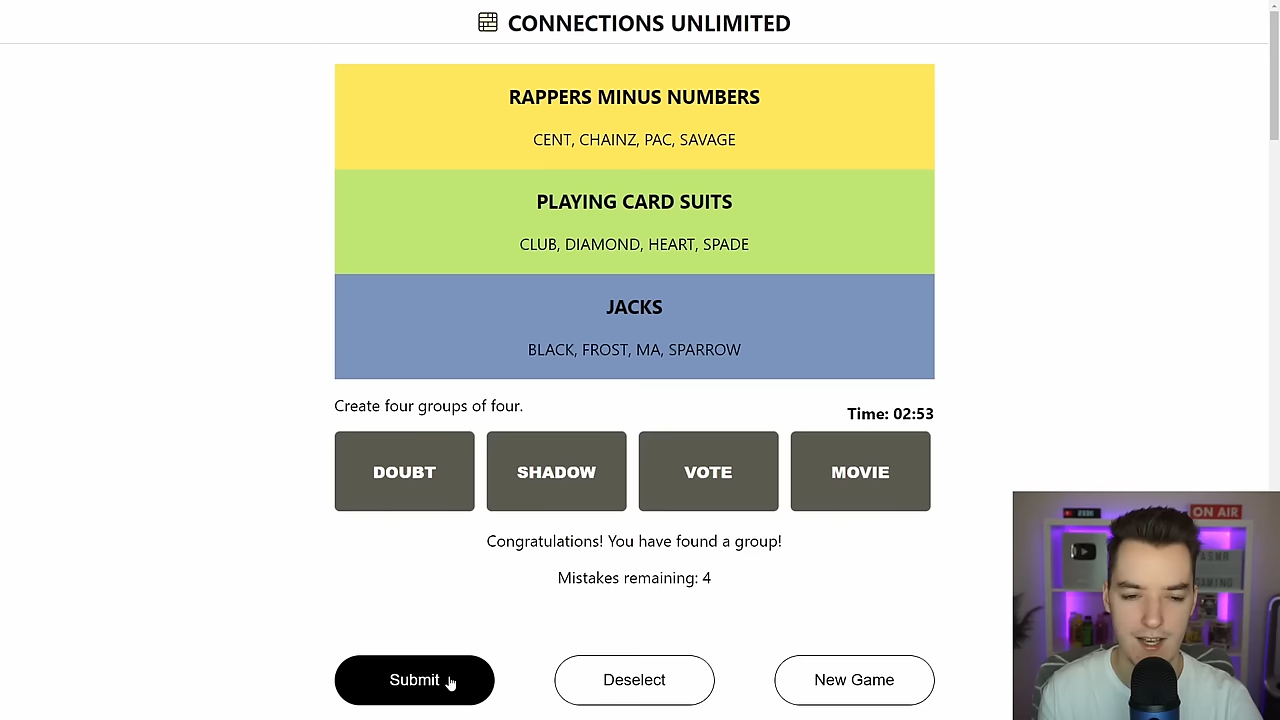 CONNECTIONS UNLIMITED
RAPPERS MINUS NUMBERS
CENT, CHAINZ, PAC, SAVAGE
PLAYING CARD SUITS
CLUB, DIAMOND, HEART, SPADE
JACKS
BLACK, FROST, MA, SPARROW
Create four groups of four.
Time: 02:53
DOUBT
SHADOW
VOTE
MOVIE
Congratulations! You have found a group!
Mistakes remaining: 4
Submit
Deselect
New Game
ON AIR
ASMR
GAMING